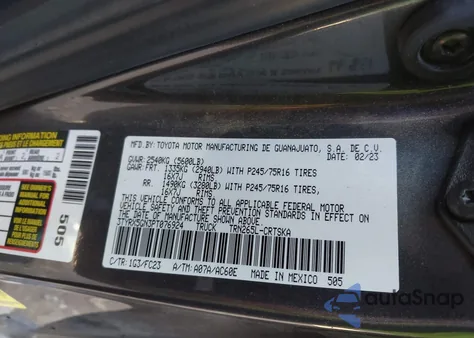 MFD. BY: TOYOTA MOTOR MANUFACTURING DE GUANAJUATO, S.A. DE C.V.
DATE: 02/23
GVWR: 2540KG (5600LB)
GAWR: FRT. 1335KG (2940LB) WITH P245/75R16 TIRES
16X7J RIMS
RR. 1490KG (3280LB) WITH P245/75R16 TIRES,
16X7J RIMS
THIS VEHICLE CONFORMS TO ALL APPLICABLE FEDERAL MOTOR
VEHICLE SAFETY STANDARDS IN EFFECT ON THE DATE OF
MANUFACTURE SHOWN ABOVE.
3TYRX5GN3PT076924 TRUCK TRN265L-CRTSKA
C/TR: 1G3/FC23 A/TM: A07A/AC60E MADE IN MEXICO 505
ING INFORMATION
505
autoSnap